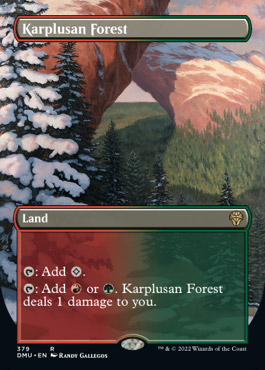 Karplusan Forest
Land
: Add .
: Add or . Karplusan Forest
deals 1 damage to you.
379 R
DMU • EN Randy Gallegos
™ & © 2022 Wizards of the Coast